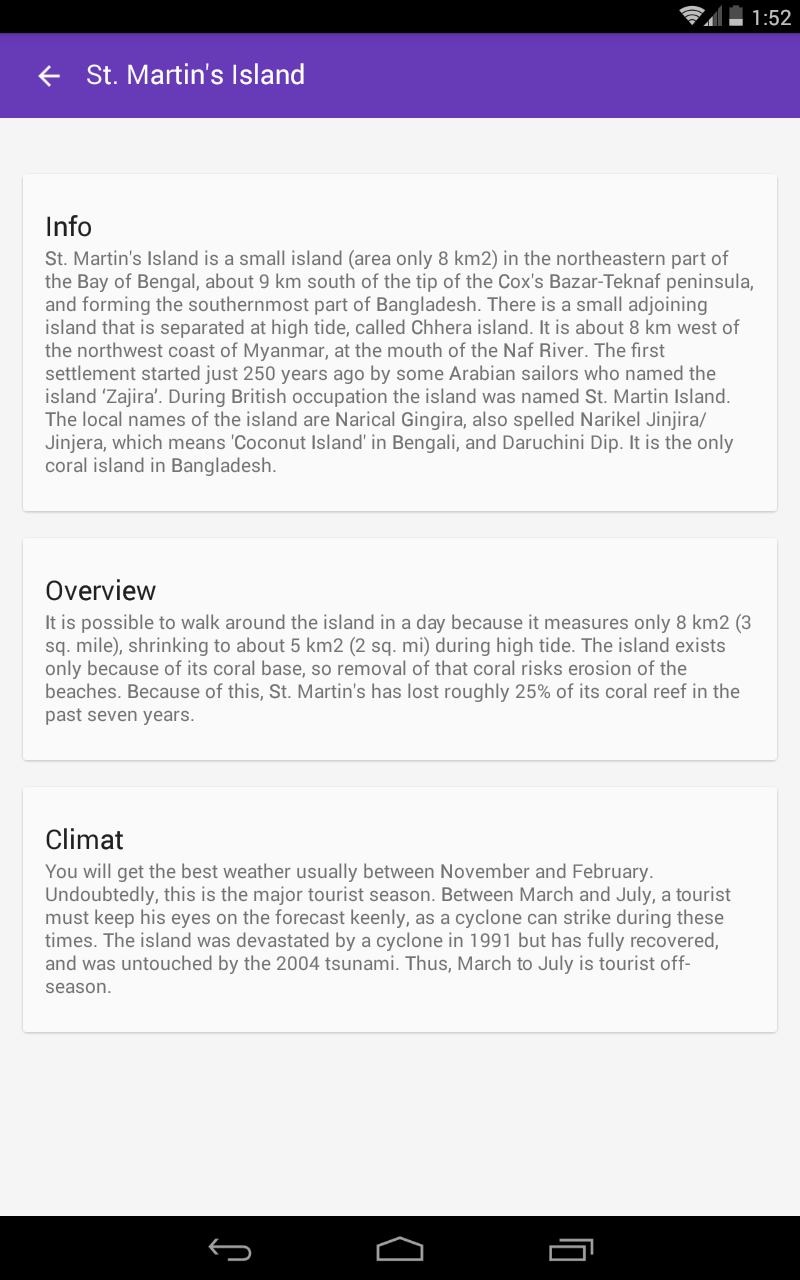 1:52
St. Martin's Island
Info
St. Martin's Island is a small island (area only 8 km2) in the northeastern part of
the Bay of Bengal, about 9 km south of the tip of the Cox's Bazar-Teknaf peninsula,
and forming the southernmost part of Bangladesh. There is a small adjoining
island that is separated at high tide, called Chhera island. It is about 8 km west of
the northwest coast of Myanmar, at the mouth of the Naf River. The first
settlement started just 250 years ago by some Arabian sailors who named the
island ‘Zajira’. During British occupation the island was named St. Martin Island.
The local names of the island are Narical Gingira, also spelled Narikel Jinjira/
Jinjera, which means 'Coconut Island' in Bengali, and Daruchini Dip. It is the only
coral island in Bangladesh.
Overview
It is possible to walk around the island in a day because it measures only 8 km2 (3
sq. mile), shrinking to about 5 km2 (2 sq. mi) during high tide. The island exists
only because of its coral base, so removal of that coral risks erosion of the
beaches. Because of this, St. Martin's has lost roughly 25% of its coral reef in the
past seven years.
Climat
You will get the best weather usually between November and February.
Undoubtedly, this is the major tourist season. Between March and July, a tourist
must keep his eyes on the forecast keenly, as a cyclone can strike during these
times. The island was devastated by a cyclone in 1991 but has fully recovered,
and was untouched by the 2004 tsunami. Thus, March to July is tourist off-
season.